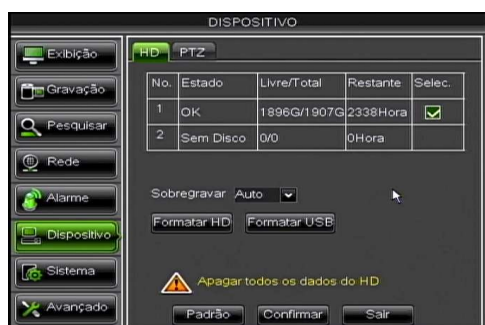 DISPOSITIVO
Exibição
Gravação
Pesquisar
Rede
Alarme
Dispositivo
Sistema
Avançado
HD PTZ
No. Estado Livre/Total Restante Selec.
1 OK 1896G/1907G 2338Hora
2 Sem Disco 0/0 0Hora
Sobregravar Auto
Formatar HD Formatar USB
Apagar todos os dados do HD
Padrão Confirmar Sair